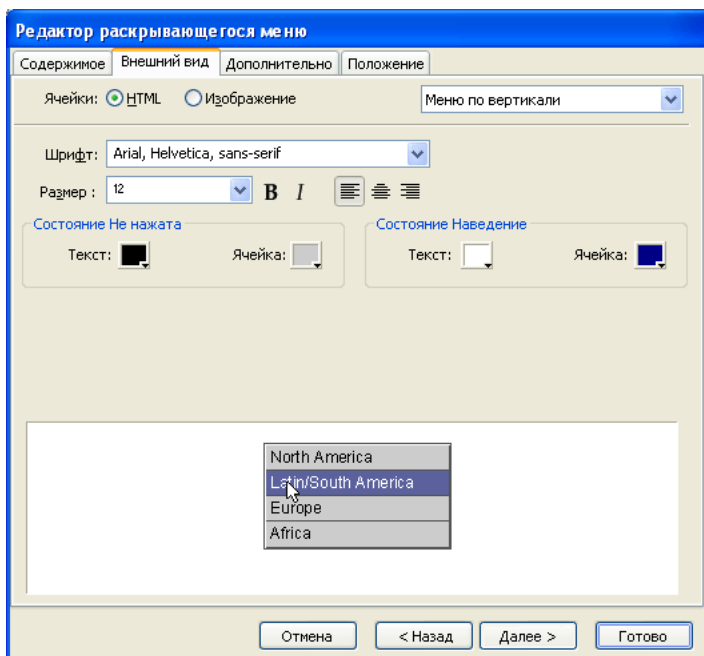 Редактор раскрывающегося меню
Содержимое Внешний вид Дополнительно Положение
Ячейки: HTML Изображение Меню по вертикали
Шрифт: Arial, Helvetica, sans-serif
Размер : 12 B I
Состояние Не нажата Состояние Наведение
Текст: Ячейка: Текст: Ячейка:
North America
Latin/South America
Europe
Africa
Отмена < Назад Далее > Готово